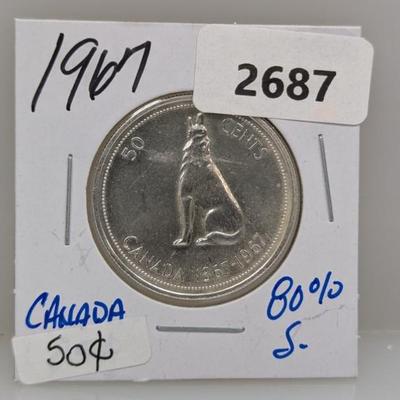 1967
2687
50 CENTS
CANADA 1867-1967
CANADA
50¢
80%
S.